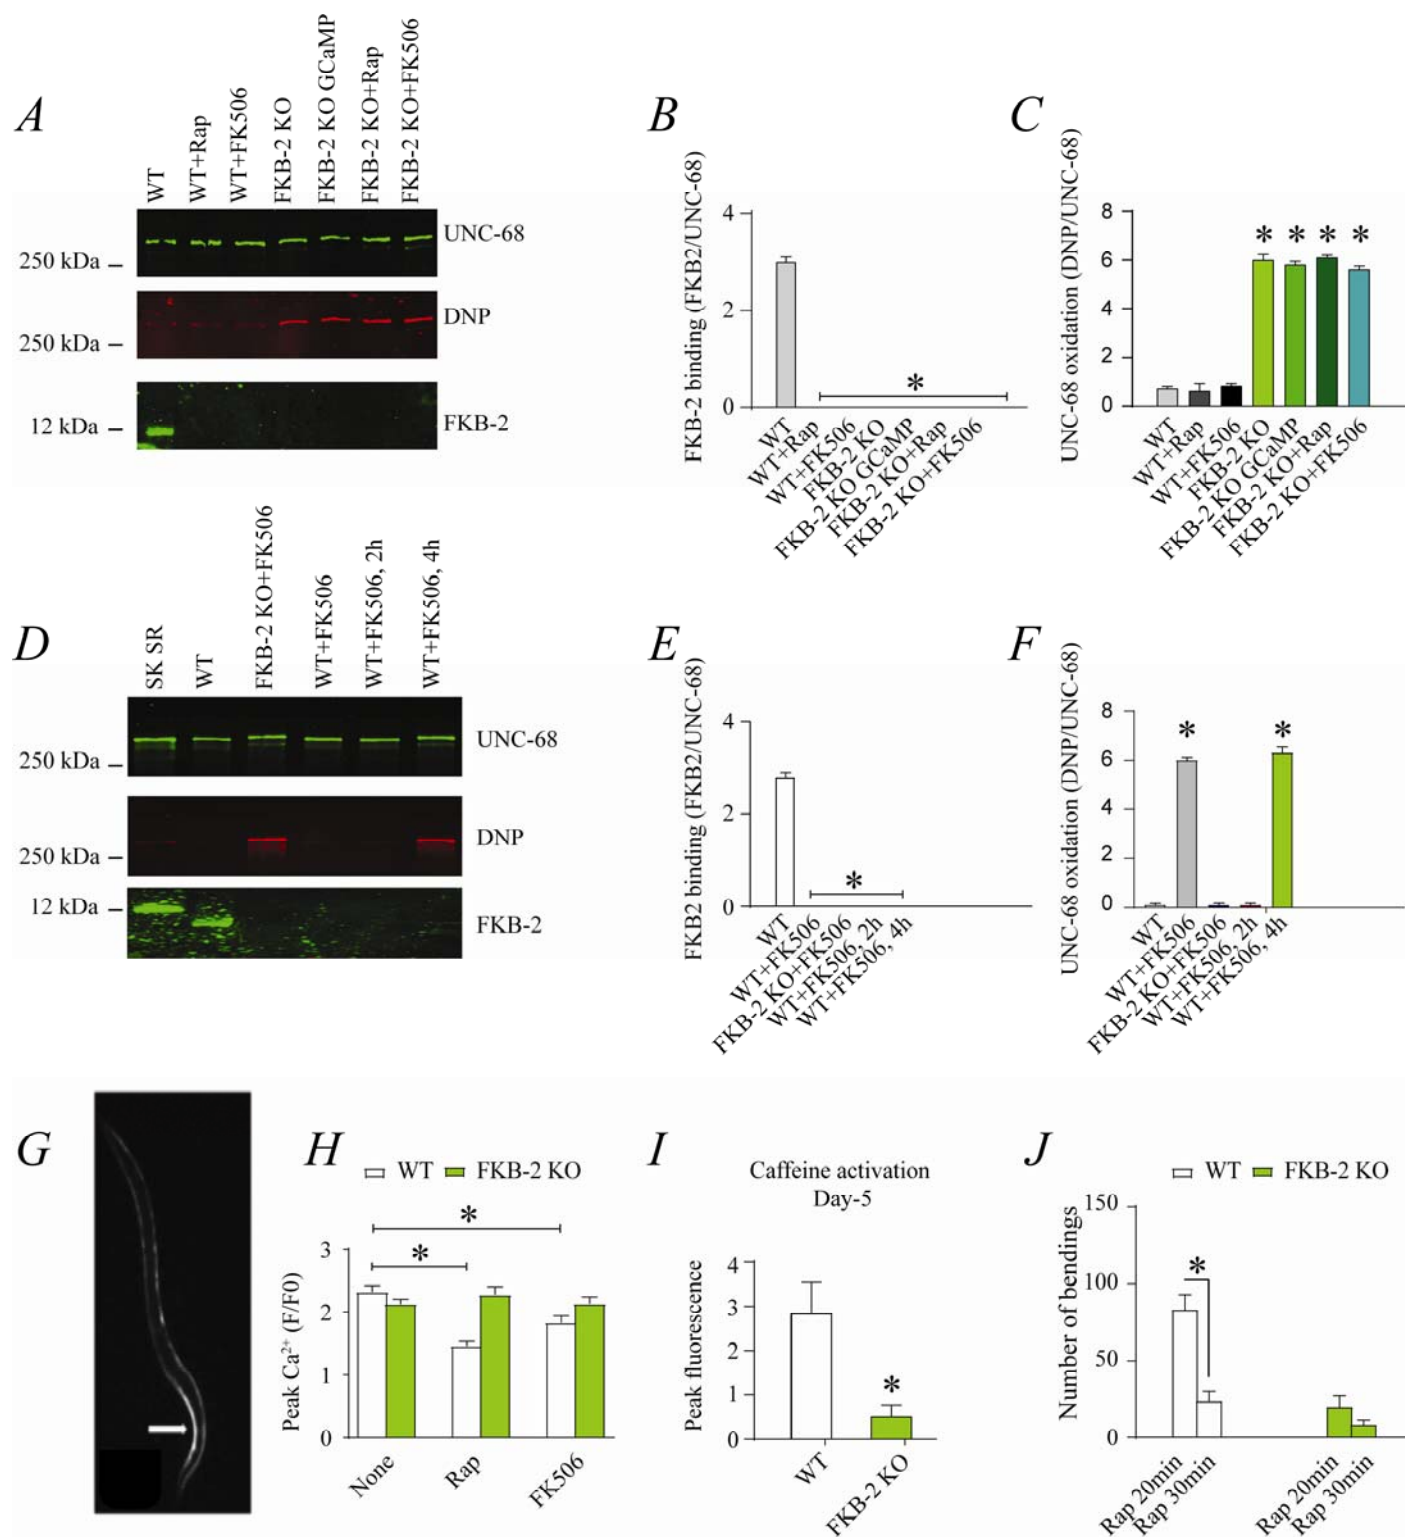 A
WT
WT+Rap
WT+FK506
FKB-2 KO
FKB-2 KO GCaMP
FKB-2 KO+Rap
FKB-2 KO+FK506
250 kDa
UNC-68
250 kDa
DNP
12 kDa
FKB-2
B
FKB-2 binding (FKB2/UNC-68)
4
2
0
*
WT
WT+Rap
WT+FK506
FKB-2 KO
FKB-2 KO GCaMP
FKB-2 KO+Rap
FKB-2 KO+FK506
C
UNC-68 oxidation (DNP/UNC-68)
8
6
4
2
0
* * * *
WT
WT+Rap
WT+FK506
FKB-2 KO
FKB-2 KO GCaMP
FKB-2 KO+Rap
FKB-2 KO+FK506
D
SK SR
WT
FKB-2 KO+FK506
WT+FK506
WT+FK506, 2h
WT+FK506, 4h
250 kDa
UNC-68
250 kDa
DNP
12 kDa
FKB-2
E
FKB2 binding (FKB2/UNC-68)
4
2
0
*
WT
WT+FK506
FKB-2 KO+FK506
WT+FK506, 2h
WT+FK506, 4h
F
UNC-68 oxidation (DNP/UNC-68)
8
6
4
2
0
* *
WT
WT+FK506
FKB-2 KO+FK506
WT+FK506, 2h
WT+FK506, 4h
G
H
WT FKB-2 KO
Peak Ca²⁺ (F/F0)
3
2
1
0
*
*
None
Rap
FK506
I
Caffeine activation
Day-5
Peak fluorescence
4
3
2
1
0
*
WT
FKB-2 KO
J
WT FKB-2 KO
Number of bendings
150
100
50
0
*
Rap 20min
Rap 30min
Rap 20min
Rap 30min